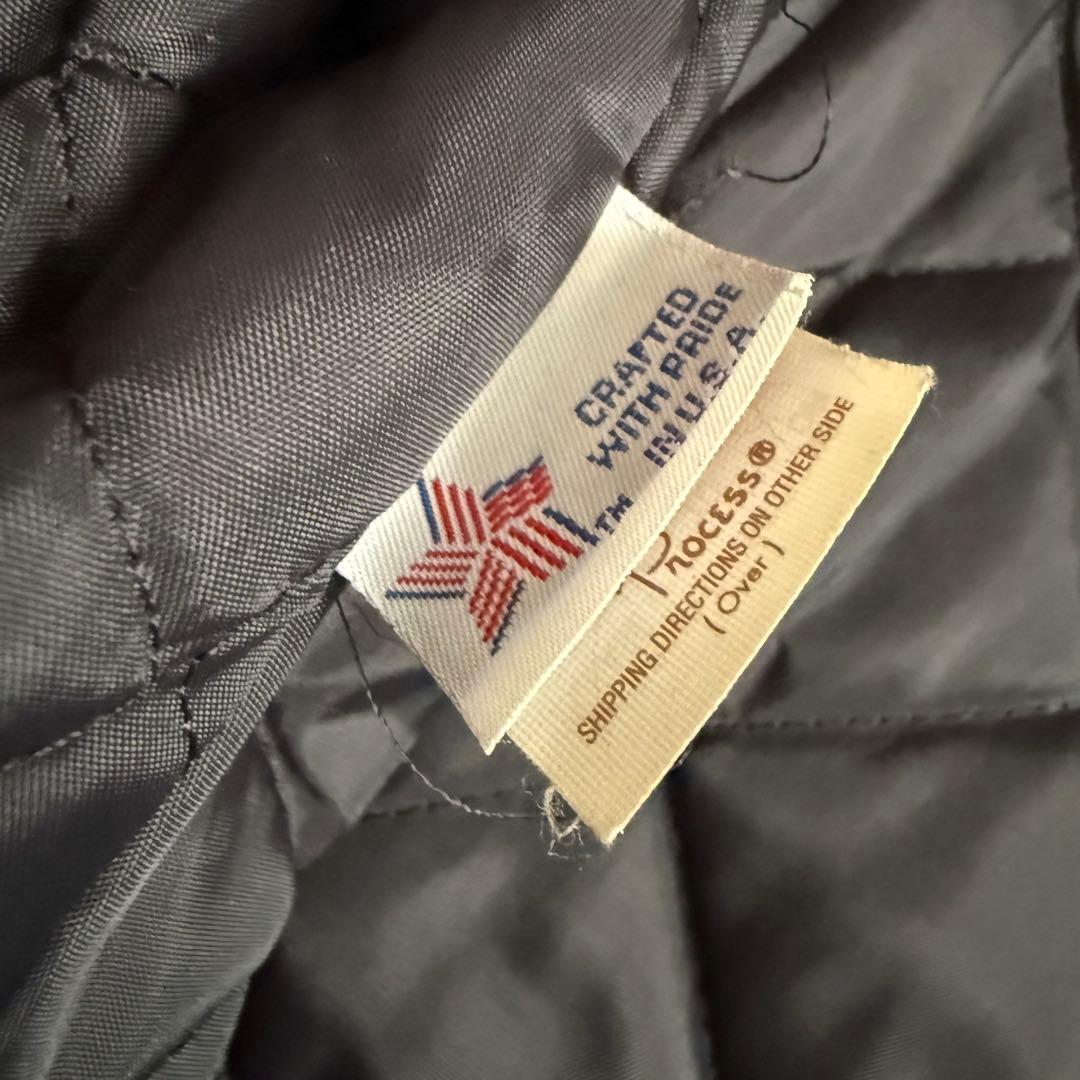 CRAFTED
WITH PRIDE
IN U.S.A.
TM
Process®
SHIPPING DIRECTIONS ON OTHER SIDE
(Over)